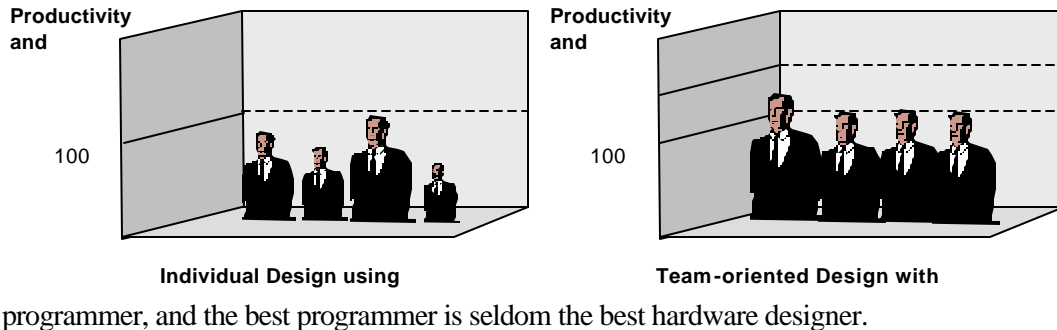 Productivity
and
100
Individual Design using
Productivity
and
100
Team-oriented Design with
programmer, and the best programmer is seldom the best hardware designer.